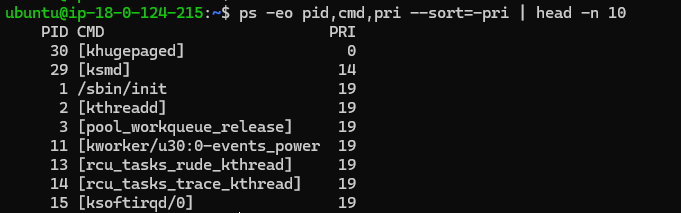 ubuntu@ip-18-0-124-215:~$ ps -eo pid,cmd,pri --sort=-pri | head -n 10
PID CMD PRI
30 [khugepaged] 0
29 [ksmd] 14
1 /sbin/init 19
2 [kthreadd] 19
3 [pool_workqueue_release] 19
11 [kworker/u30:0-events_power 19
13 [rcu_tasks_rude_kthread] 19
14 [rcu_tasks_trace_kthread] 19
15 [ksoftirqd/0] 19